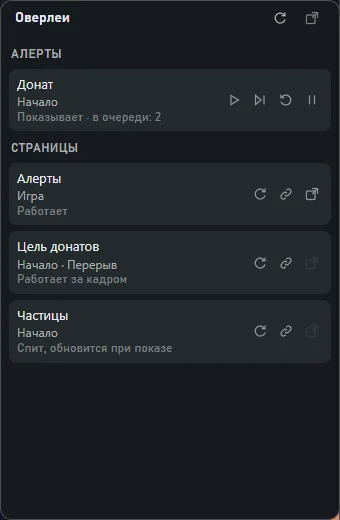 Оверлеи
АЛЕРТЫ
Донат
Начало
Показывает · в очереди: 2
СТРАНИЦЫ
Алерты
Игра
Работает
Цель донатов
Начало · Перерыв
Работает за кадром
Частицы
Начало
Спит, обновится при показе